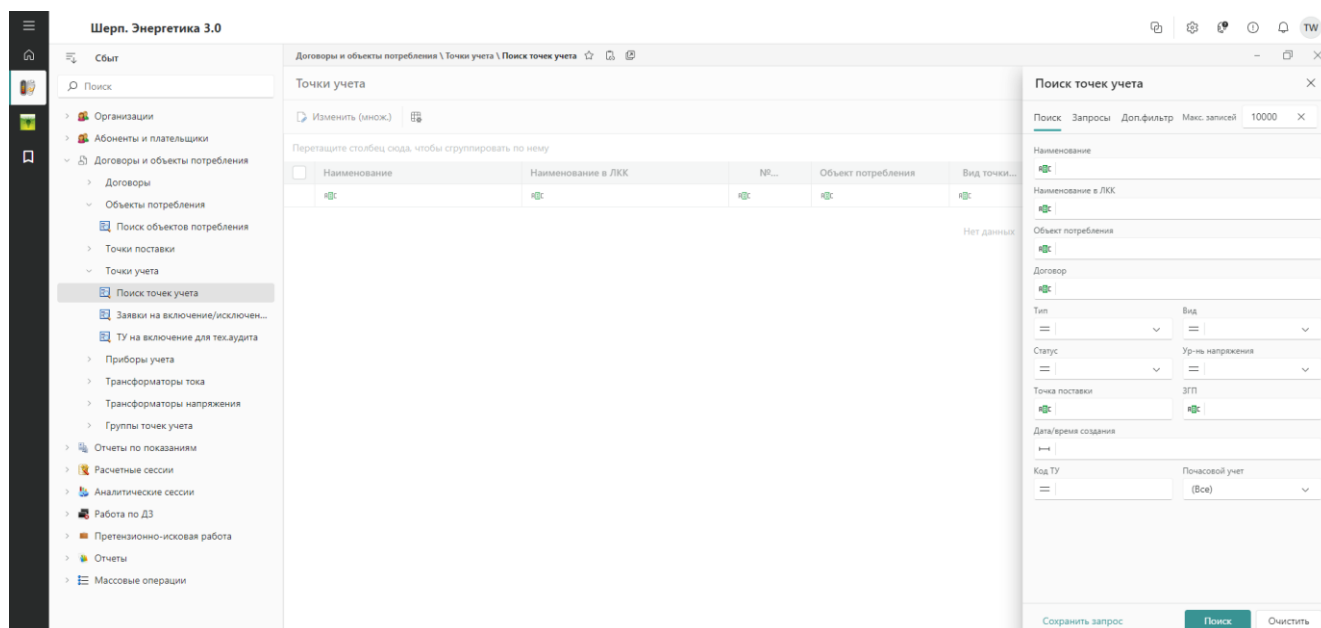 Шерп. Энергетика 3.0
TW
Сбыт
Поиск
Организации
Абоненты и плательщики
Договоры и объекты потребления
Договоры
Объекты потребления
Поиск объектов потребления
Точки поставки
Точки учета
Поиск точек учета
Заявки на включение/исключен...
ТУ на включение для тех.аудита
Приборы учета
Трансформаторы тока
Трансформаторы напряжения
Группы точек учета
Отчеты по показаниям
Расчетные сессии
Аналитические сессии
Работа по ДЗ
Претензионно-исковая работа
Отчеты
Массовые операции
Договоры и объекты потребления \ Точки учета \ Поиск точек учета
Точки учета
Изменить (множ.)
Перетащите столбец сюда, чтобы сгруппировать по нему
Наименование Наименование в ЛКК №... Объект потребления Вид точки...
Нет данных
Поиск точек учета
Поиск Запросы Доп.фильтр Макс. записей 10000
Наименование
Наименование в ЛКК
Объект потребления
Договор
Тип Вид
Статус Ур-нь напряжения
Точка поставки ЗГП
Дата/время создания
Код ТУ Почасовой учет
(Все)
Сохранить запрос Поиск Очистить